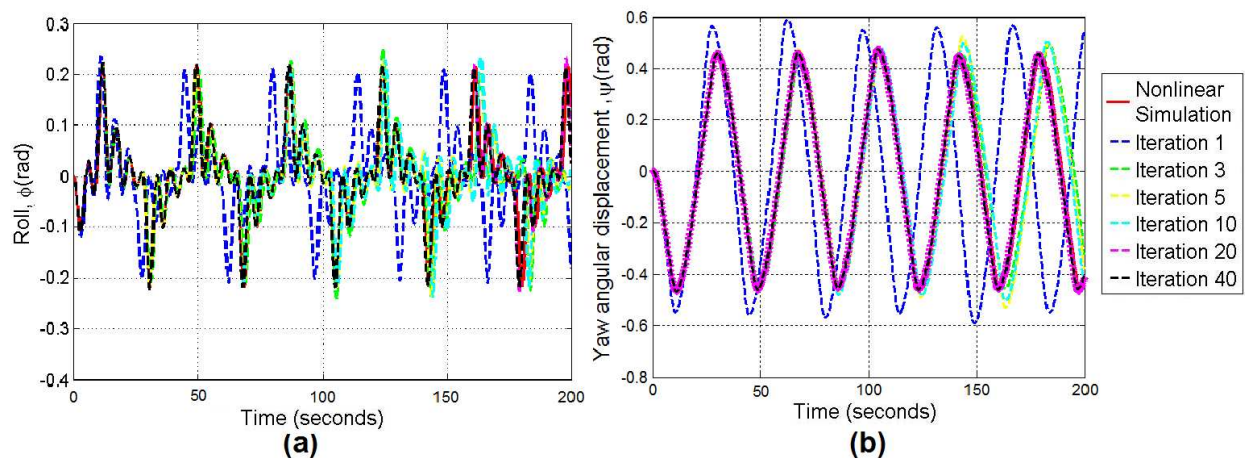 0.3
0.2
0.1
0
-0.1
-0.2
-0.3
-0.4
Roll, ϕ(rad)
0 50 100 150 200
Time (seconds)
(a)
0.6
0.4
0.2
0
-0.2
-0.4
-0.6
-0.8
Yaw angular displacement ,ψ(rad)
0 50 100 150 200
Time (seconds)
(b)
Nonlinear
Simulation
Iteration 1
Iteration 3
Iteration 5
Iteration 10
Iteration 20
Iteration 40